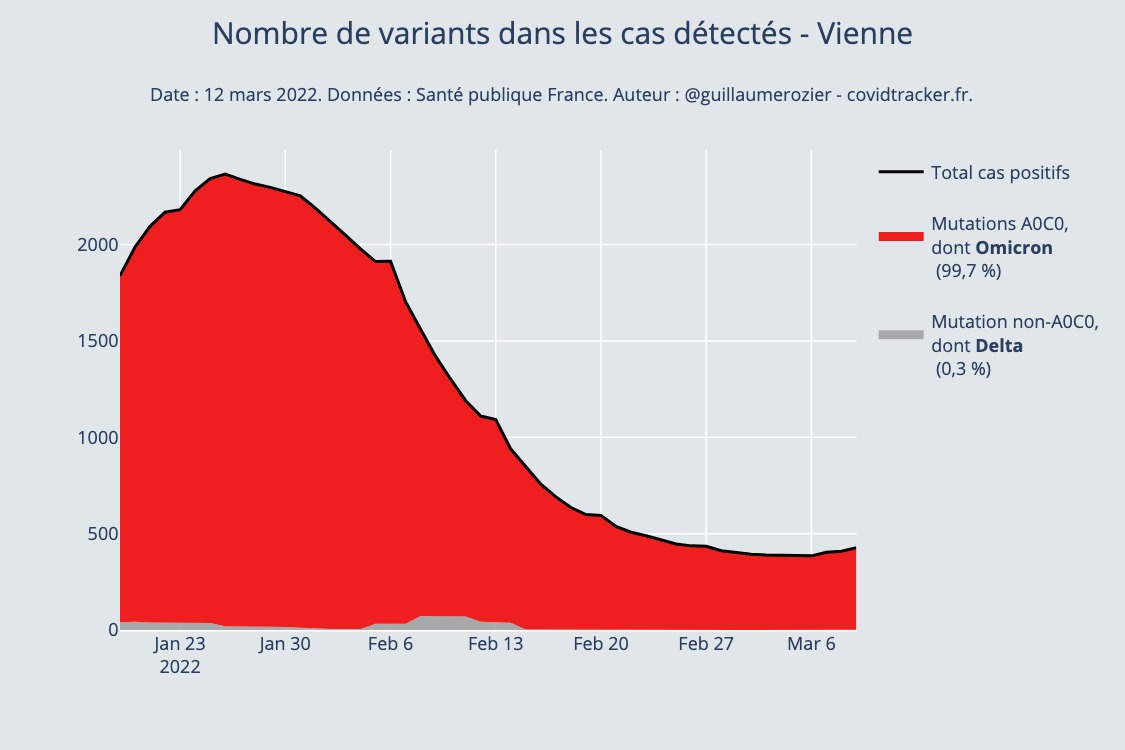 Nombre de variants dans les cas détectés - Vienne
Date : 12 mars 2022. Données : Santé publique France. Auteur : @guillaumerozier - covidtracker.fr.
Total cas positifs
Mutations A0C0,
dont Omicron
(99,7 %)
Mutation non-A0C0,
dont Delta
(0,3 %)
2000
1500
1000
500
0
Jan 23 Jan 30 Feb 6 Feb 13 Feb 20 Feb 27 Mar 6
2022